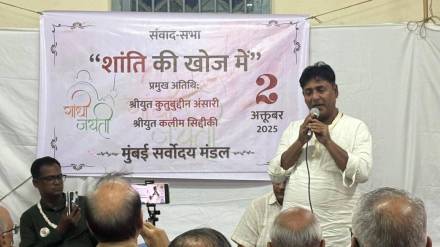 संवाद-सभा
"शांति की खोज में"
प्रमुख अतिथि:
श्रीयुत कुतुबुद्दीन अंसारी
श्रीयुत कलीम सिद्दीकी
2
अक्तूबर
2025
गांधी
जयंती
मुंबई सर्वोदय मंडल